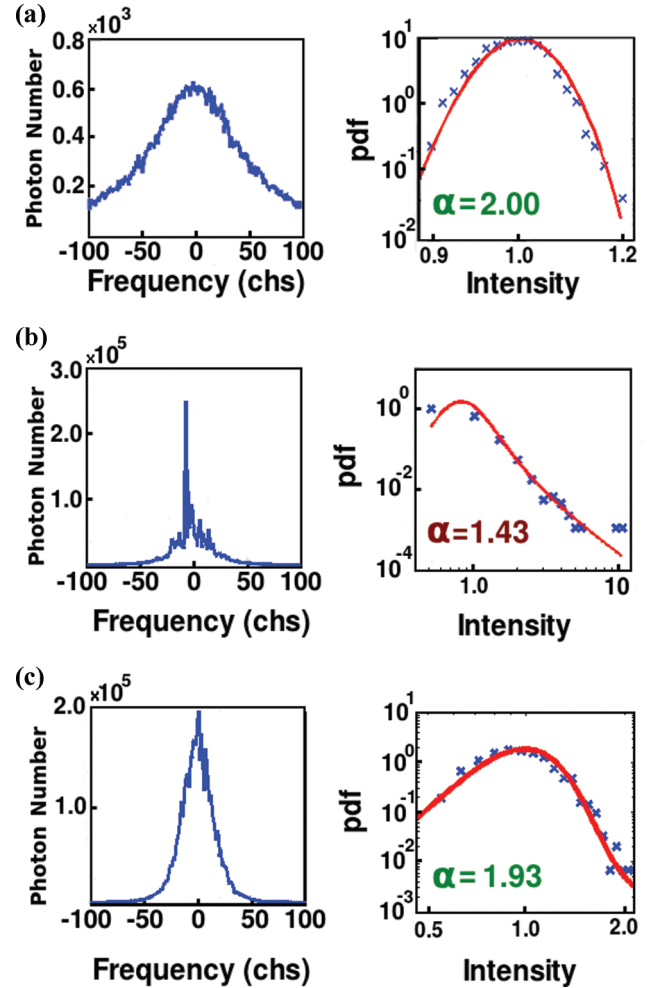 (a)
×10³
0.8
0.6
0.4
0.2
Photon Number
-100 -50 0 50 100
Frequency (chs)
10¹
10⁰
10⁻¹
10⁻²
pdf
α=2.00
0.9 1.0 1.2
Intensity
(b)
×10⁵
3.0
2.0
1.0
Photon Number
-100 -50 0 50 100
Frequency (chs)
10⁰
10⁻²
10⁻⁴
pdf
α=1.43
1.0 10
Intensity
(c)
×10⁵
2.0
1.0
Photon Number
-100 -50 0 50 100
Frequency (chs)
10¹
10⁰
10⁻¹
10⁻²
10⁻³
pdf
α=1.93
0.5 1.0 2.0
Intensity